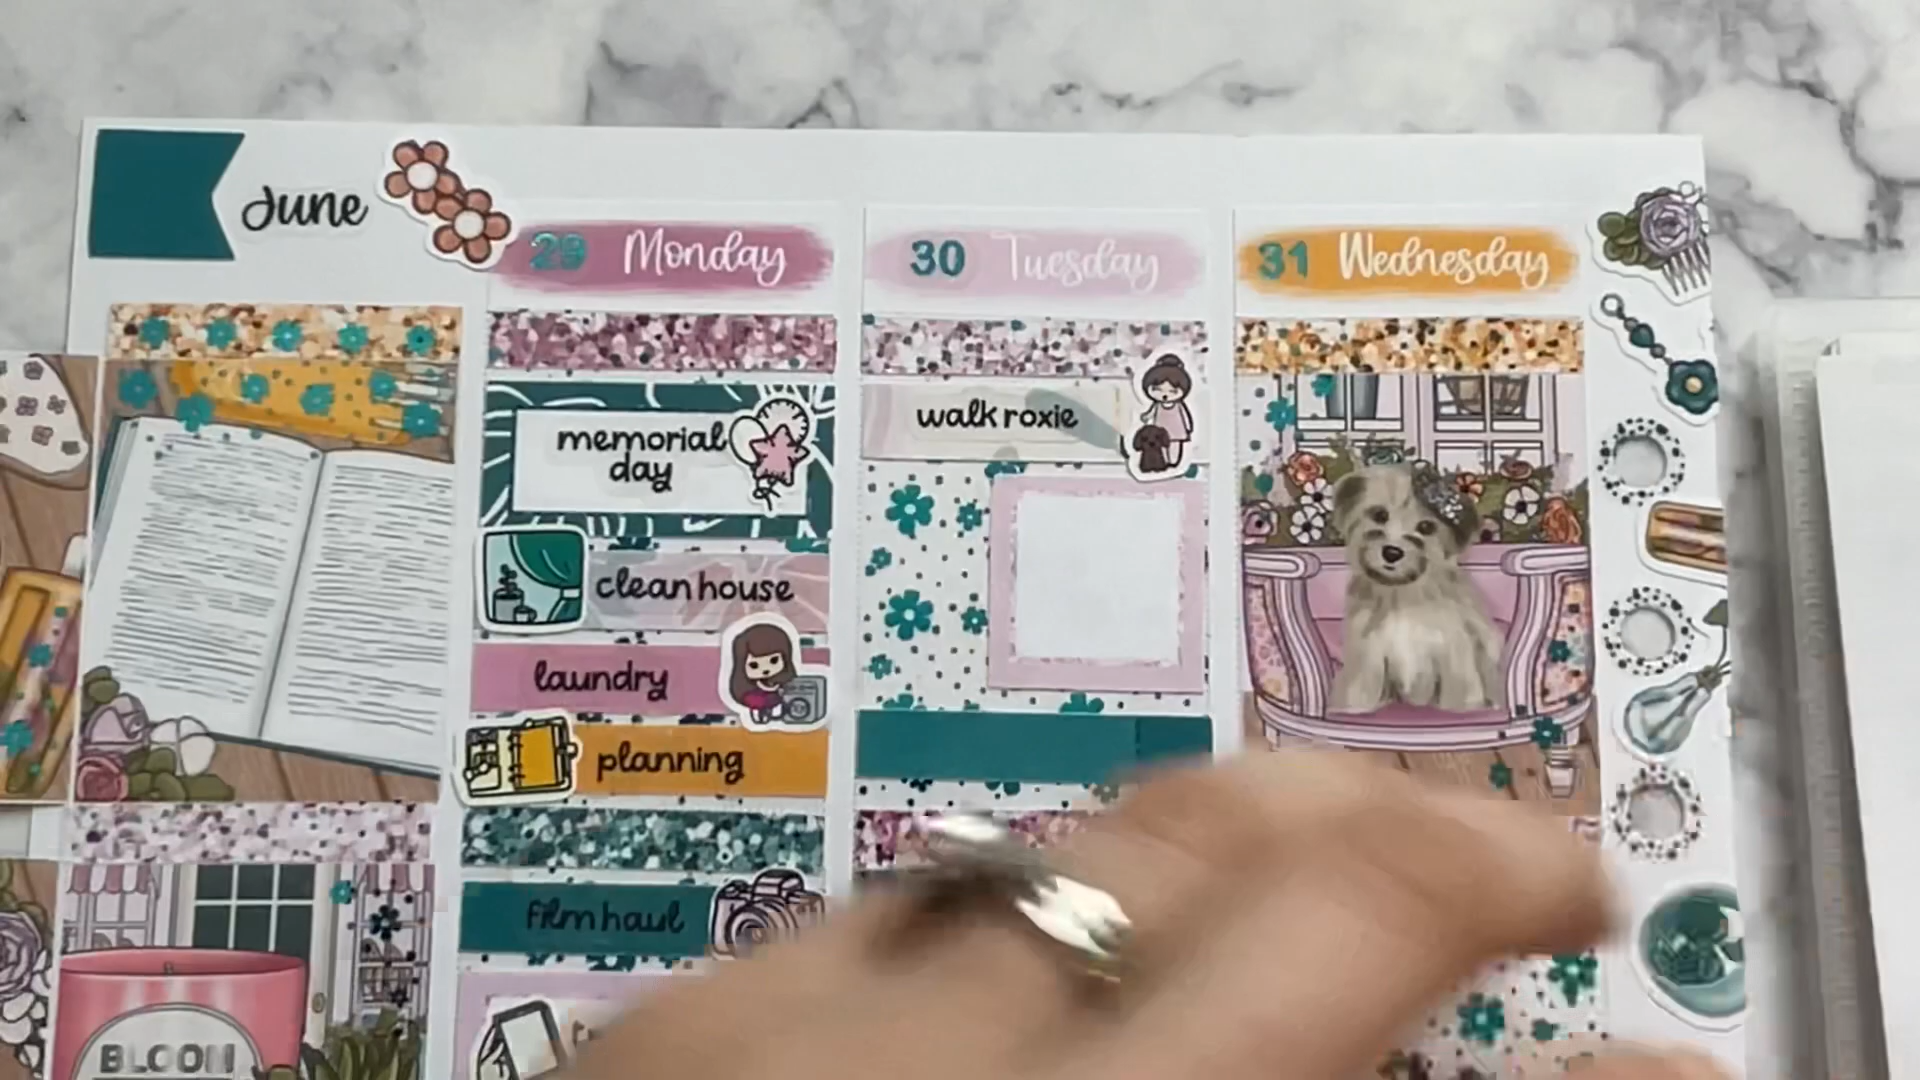 June
29 Monday
30 Tuesday
31 Wednesday
memorial
day
walk roxie
clean house
laundry
planning
film haul
BLOOM